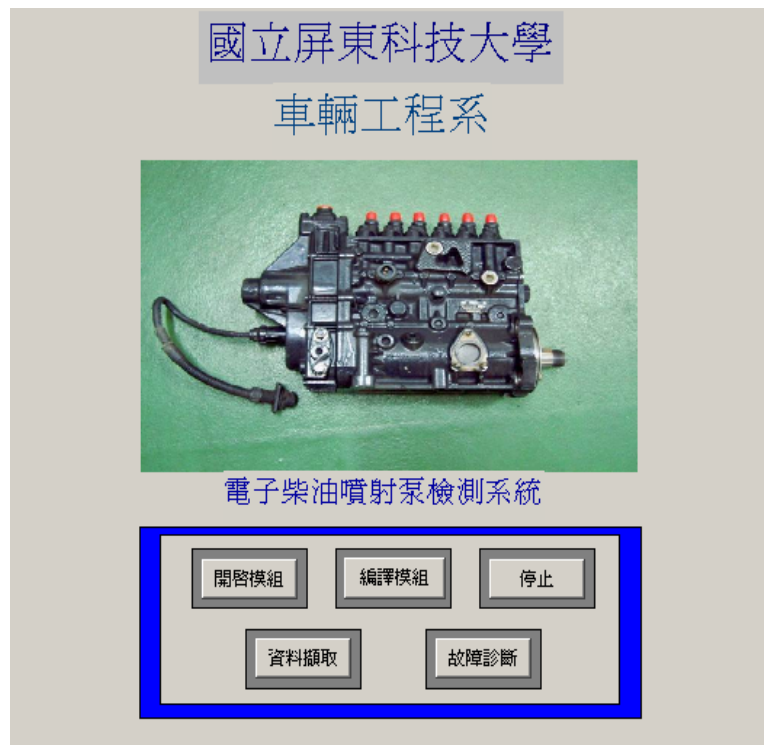 國立屏東科技大學
車輛工程系
電子柴油噴射泵檢測系統
開啓模組 編譯模組 停止
資料擷取 故障診斷